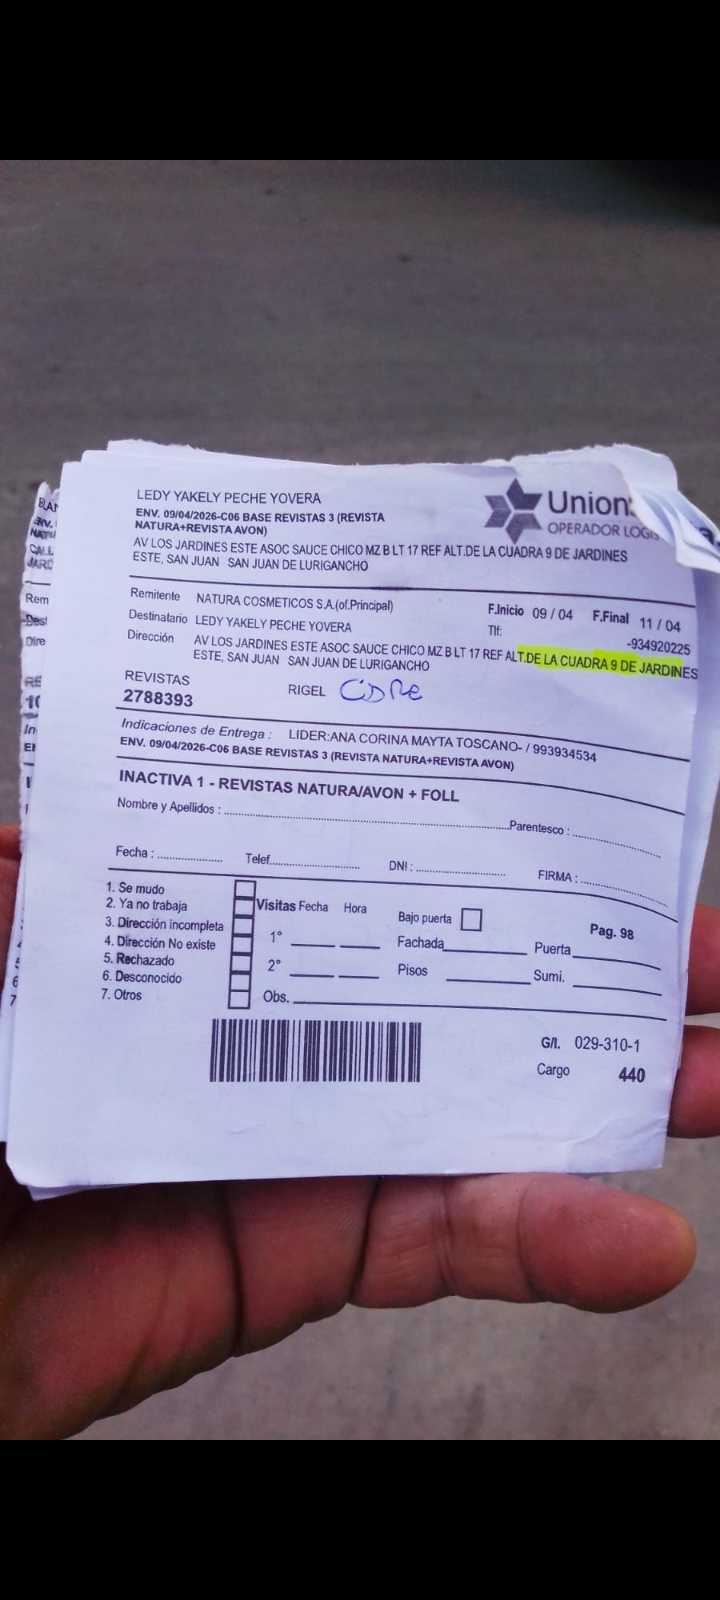 LEDY YAKELY PECHE YOVERA
ENV. 09/04/2026-C06 BASE REVISTAS 3 (REVISTA
NATURA+REVISTA AVON)
AV LOS JARDINES ESTE ASOC SAUCE CHICO MZ B LT 17 REF ALT.DE LA CUADRA 9 DE JARDINES
ESTE, SAN JUAN SAN JUAN DE LURIGANCHO
Union
OPERADOR LOGIS
Remitente NATURA COSMETICOS S.A.(of.Principal)
F.Inicio 09 / 04 F.Final 11 / 04
Destinatario LEDY YAKELY PECHE YOVERA
Tlf: -934920225
Dirección AV LOS JARDINES ESTE ASOC SAUCE CHICO MZ B LT 17 REF ALT.DE LA CUADRA 9 DE JARDINES
ESTE, SAN JUAN SAN JUAN DE LURIGANCHO
REVISTAS
2788393
RIGEL
Indicaciones de Entrega : LIDER:ANA CORINA MAYTA TOSCANO- / 993934534
ENV. 09/04/2026-C06 BASE REVISTAS 3 (REVISTA NATURA+REVISTA AVON)
INACTIVA 1 - REVISTAS NATURA/AVON + FOLL
Nombre y Apellidos : Parentesco :
Fecha : Telef. DNI : FIRMA :
1. Se mudo
2. Ya no trabaja
3. Dirección incompleta
4. Dirección No existe
5. Rechazado
6. Desconocido
7. Otros
Visitas Fecha Hora
1°
2°
Obs.
Bajo puerta
Pag. 98
Fachada Puerta
Pisos Sumi.
G/I. 029-310-1
Cargo 440
Rem
Dire